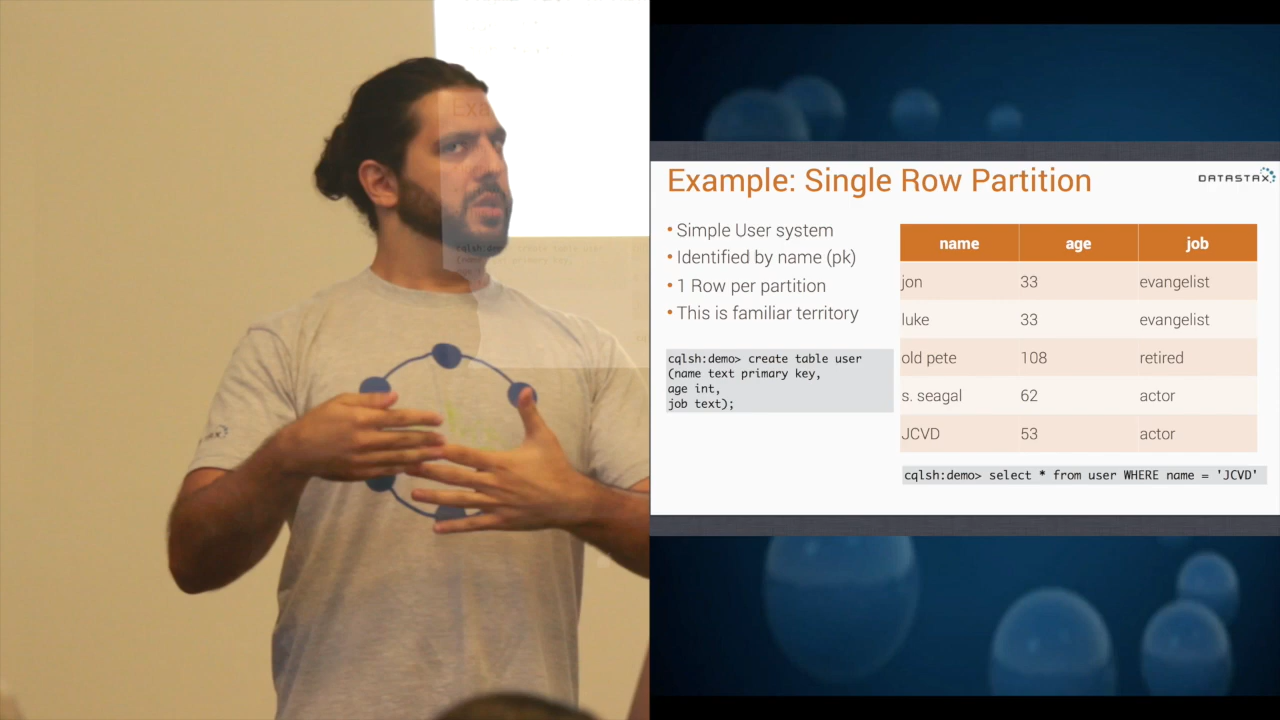 Example: Single Row Partition
DATASTAX
• Simple User system
• Identified by name (pk)
• 1 Row per partition
• This is familiar territory
cqlsh:demo> create table user
(name text primary key,
age int,
job text);
name age job
jon 33 evangelist
luke 33 evangelist
old pete 108 retired
s. seagal 62 actor
JCVD 53 actor
cqlsh:demo> select * from user WHERE name = 'JCVD'